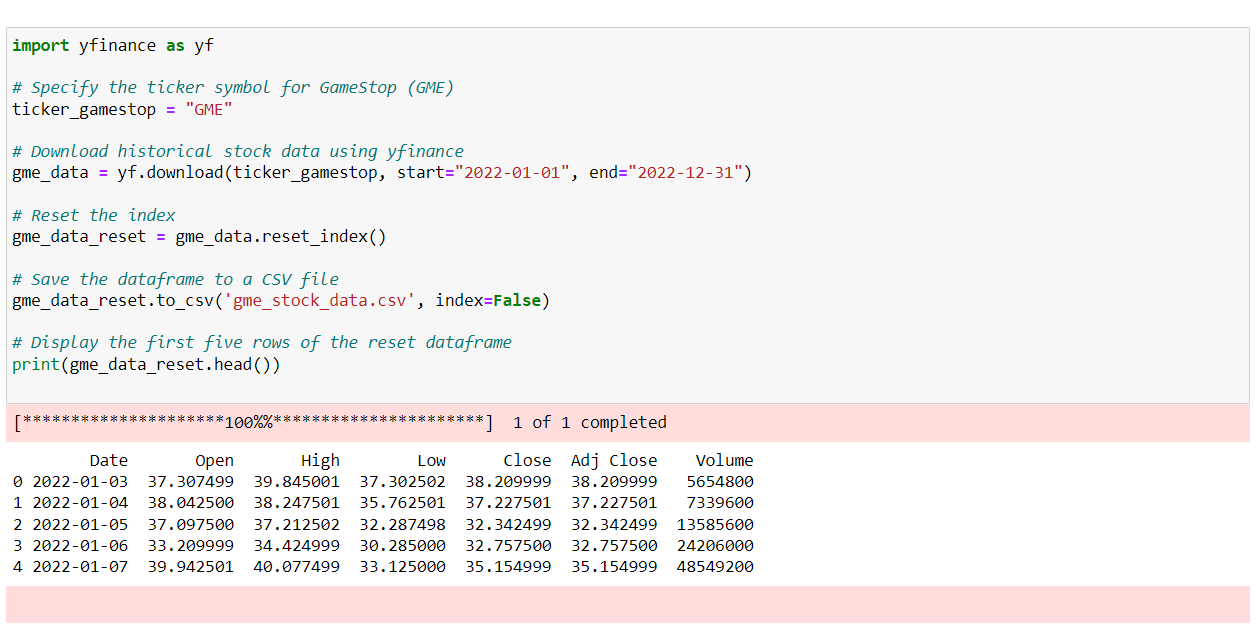 import yfinance as yf
# Specify the ticker symbol for GameStop (GME)
ticker_gamestop = "GME"
# Download historical stock data using yfinance
gme_data = yf.download(ticker_gamestop, start="2022-01-01", end="2022-12-31")
# Reset the index
gme_data_reset = gme_data.reset_index()
# Save the dataframe to a CSV file
gme_data_reset.to_csv('gme_stock_data.csv', index=False)
# Display the first five rows of the reset dataframe
print(gme_data_reset.head())
[*********************100%%**********************]  1 of 1 completed
        Date       Open       High        Low      Close  Adj Close    Volume
0 2022-01-03  37.307499  39.845001  37.302502  38.209999  38.209999   5654800
1 2022-01-04  38.042500  38.247501  35.762501  37.227501  37.227501   7339600
2 2022-01-05  37.097500  37.212502  32.287498  32.342499  32.342499  13585600
3 2022-01-06  33.209999  34.424999  30.285000  32.757500  32.757500  24206000
4 2022-01-07  39.942501  40.077499  33.125000  35.154999  35.154999  48549200